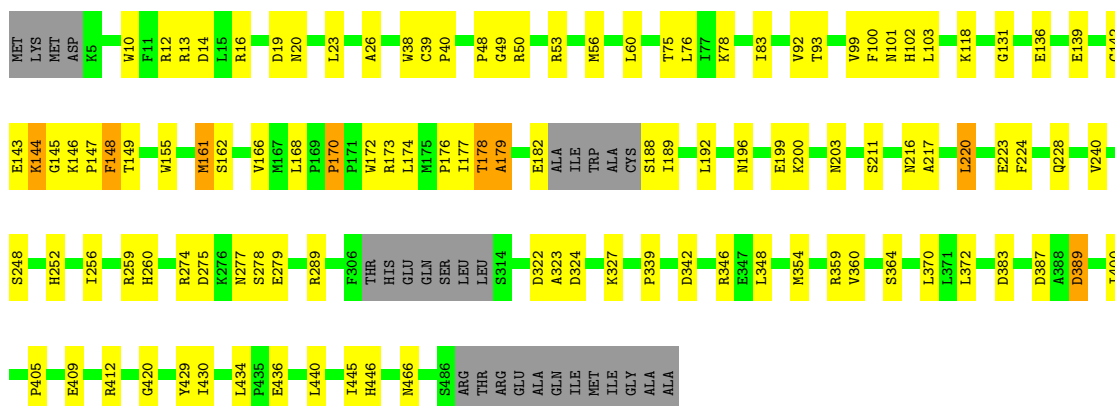 MET LYS MET ASP K5 W10 F11 R12 R13 D14 L15 R16 D19 N20 L23 A26 W38 C39 P40 P48 G49 R50 R53 M56 L60 T75 L76 I77 K78 I83 V92 T93 V99 F100 N101 H102 L103 K118 G131 E136 E139 G142
E143 K144 G145 K146 P147 F148 T149 W155 M161 S162 V166 M167 L168 P169 P170 P171 W172 R173 L174 M175 P176 I177 T178 A179 E182 ALA ILE TRP ALA CYS S188 I189 L192 N196 E199 K200 N203 S211 N216 A217 L220 E223 F224 Q228 V240
S248 H252 I256 R259 H260 R274 D275 K276 N277 S278 E279 R289 F306 THR HIS GLU GLN SER LEU LEU S314 D322 A323 D324 K327 P339 D342 R346 E347 L348 M354 R359 V360 S364 L370 L371 L372 D383 D387 A388 D389 I400
P405 E409 R412 G420 Y429 I430 L434 P435 E436 L440 I445 H446 N466 S486 ARG THR ARG GLU ALA GLN ILE MET ILE GLY ALA ALA